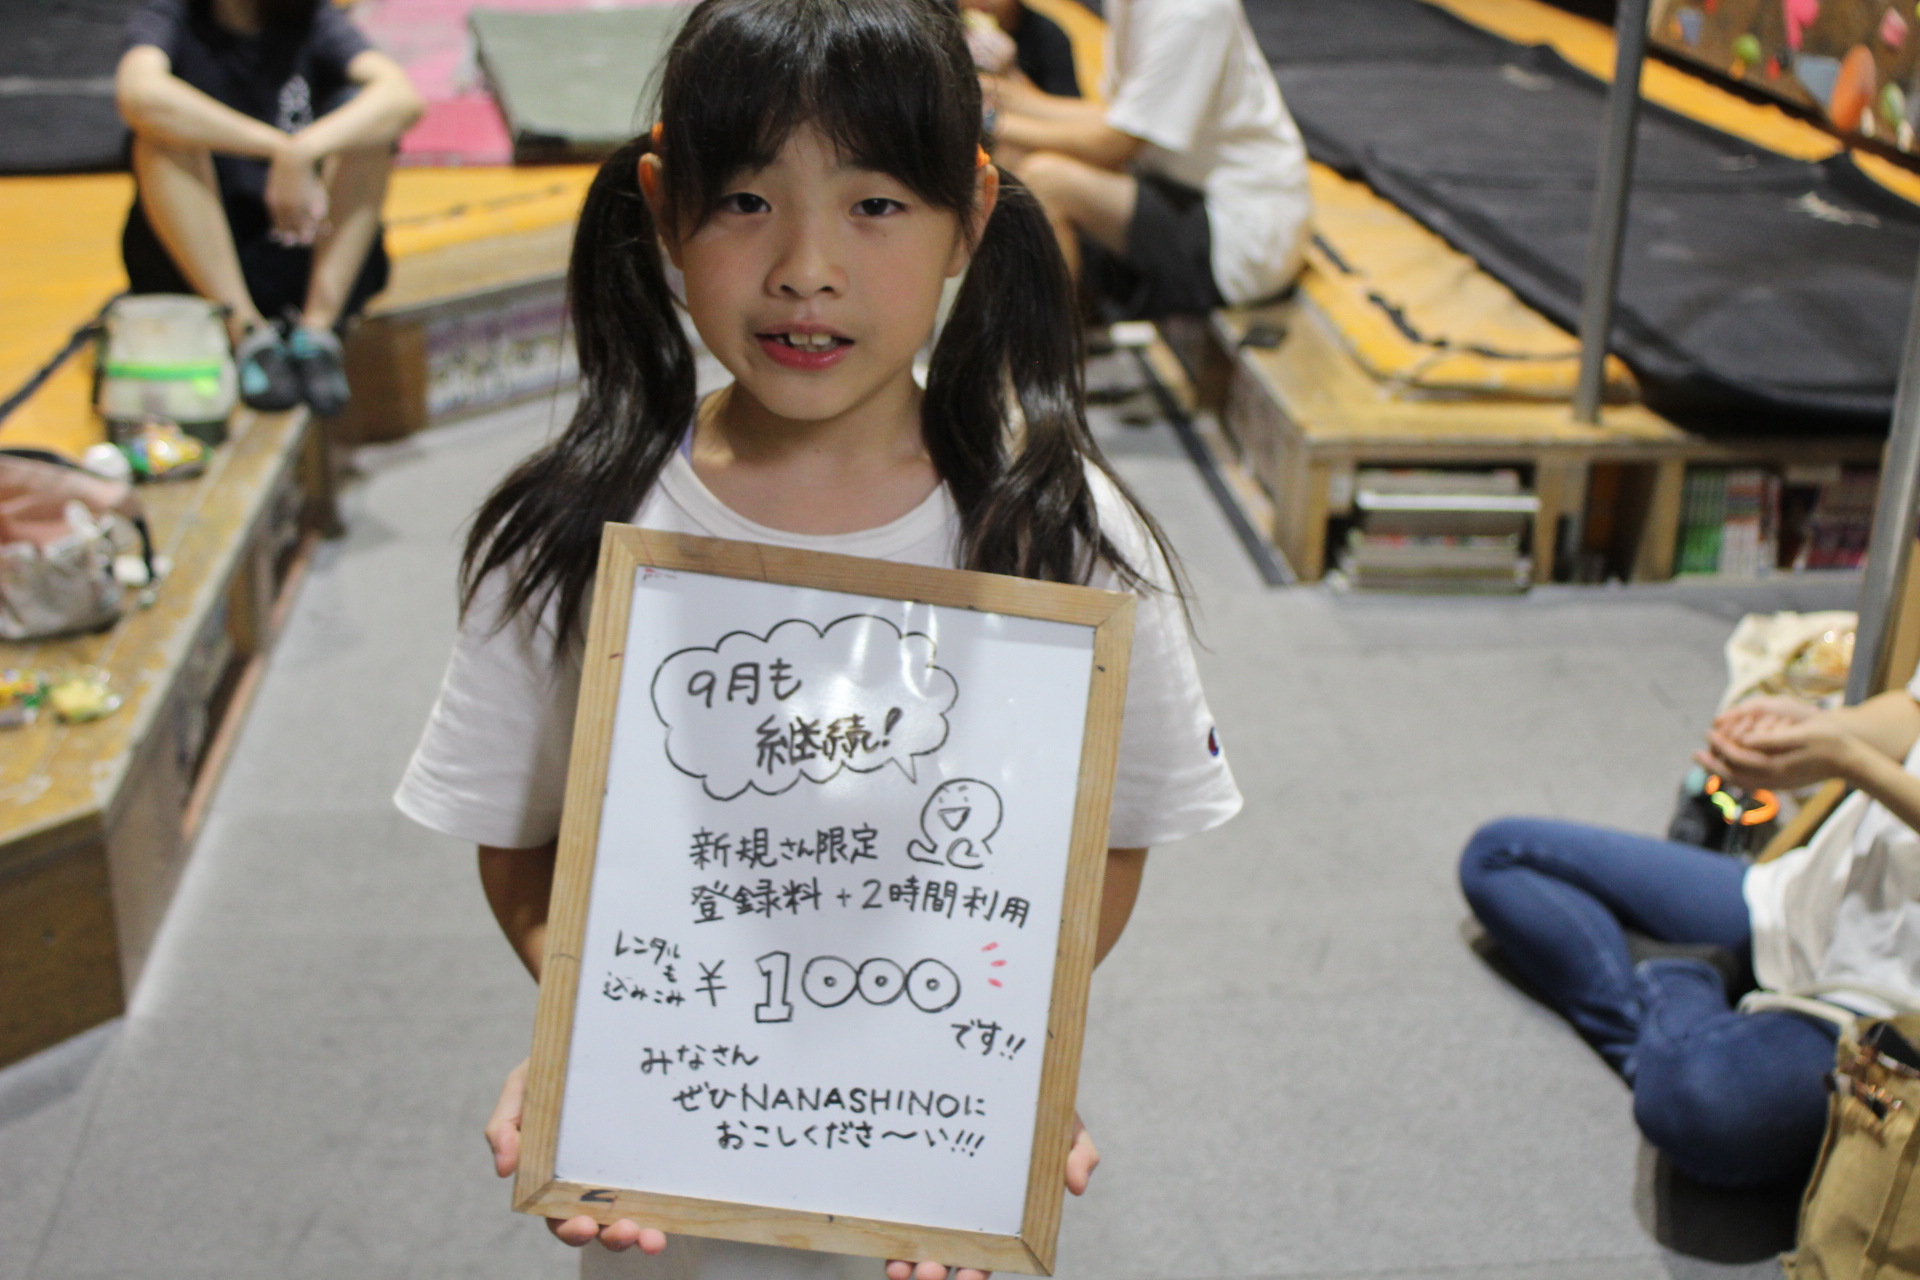 9月も
継続!
新規さん限定
登録料+2時間利用
レンタル
も
込みこみ
¥1000
です!!
みなさん
ぜひNANASHINOに
おこしくださ～い!!!